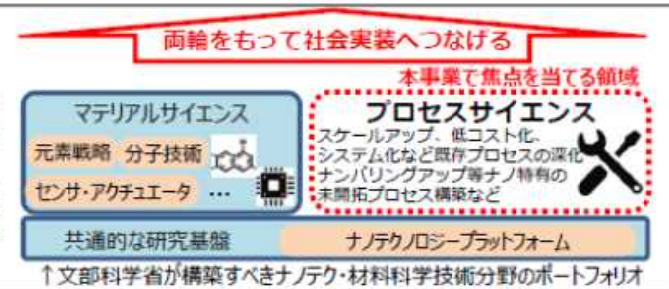 両輪をもって社会実装へつなげる
本事業で焦点を当てる領域
マテリアルサイエンス
元素戦略 分子技術
センサ・アクチュエータ …
プロセスサイエンス
スケールアップ、低コスト化、
システム化など既存プロセスの深化
ナンバリングアップ等ナノ特有の
未開拓プロセス構築など
共通的な研究基盤
ナノテクノロジープラットフォーム
↑文部科学省が構築すべきナノテク・材料科学技術分野のポートフォリオ